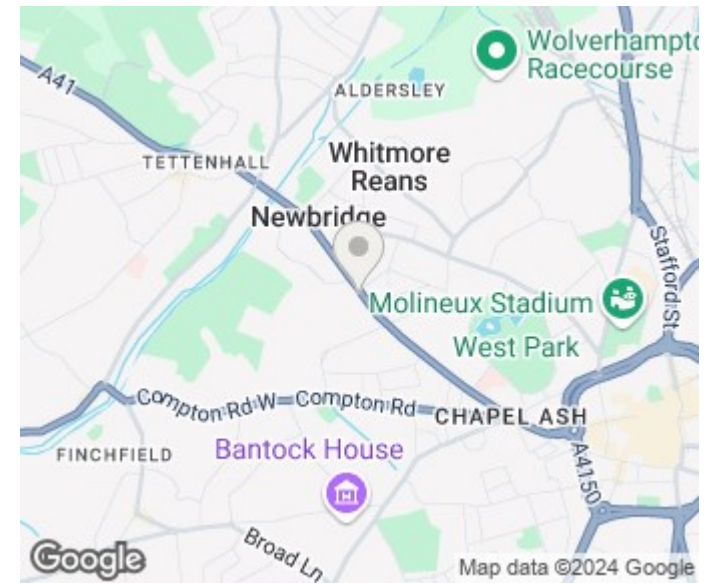 Wolverhampto
Racecourse
A41
ALDERSLEY
TETTENHALL
Whitmore
Reans
Newbridge
Stafford St
Molineux Stadium
West Park
Compton Rd W
Compton Rd
CHAPEL ASH
FINCHFIELD
Bantock House
A4150
Broad Ln
Google
Map data ©2024 Google